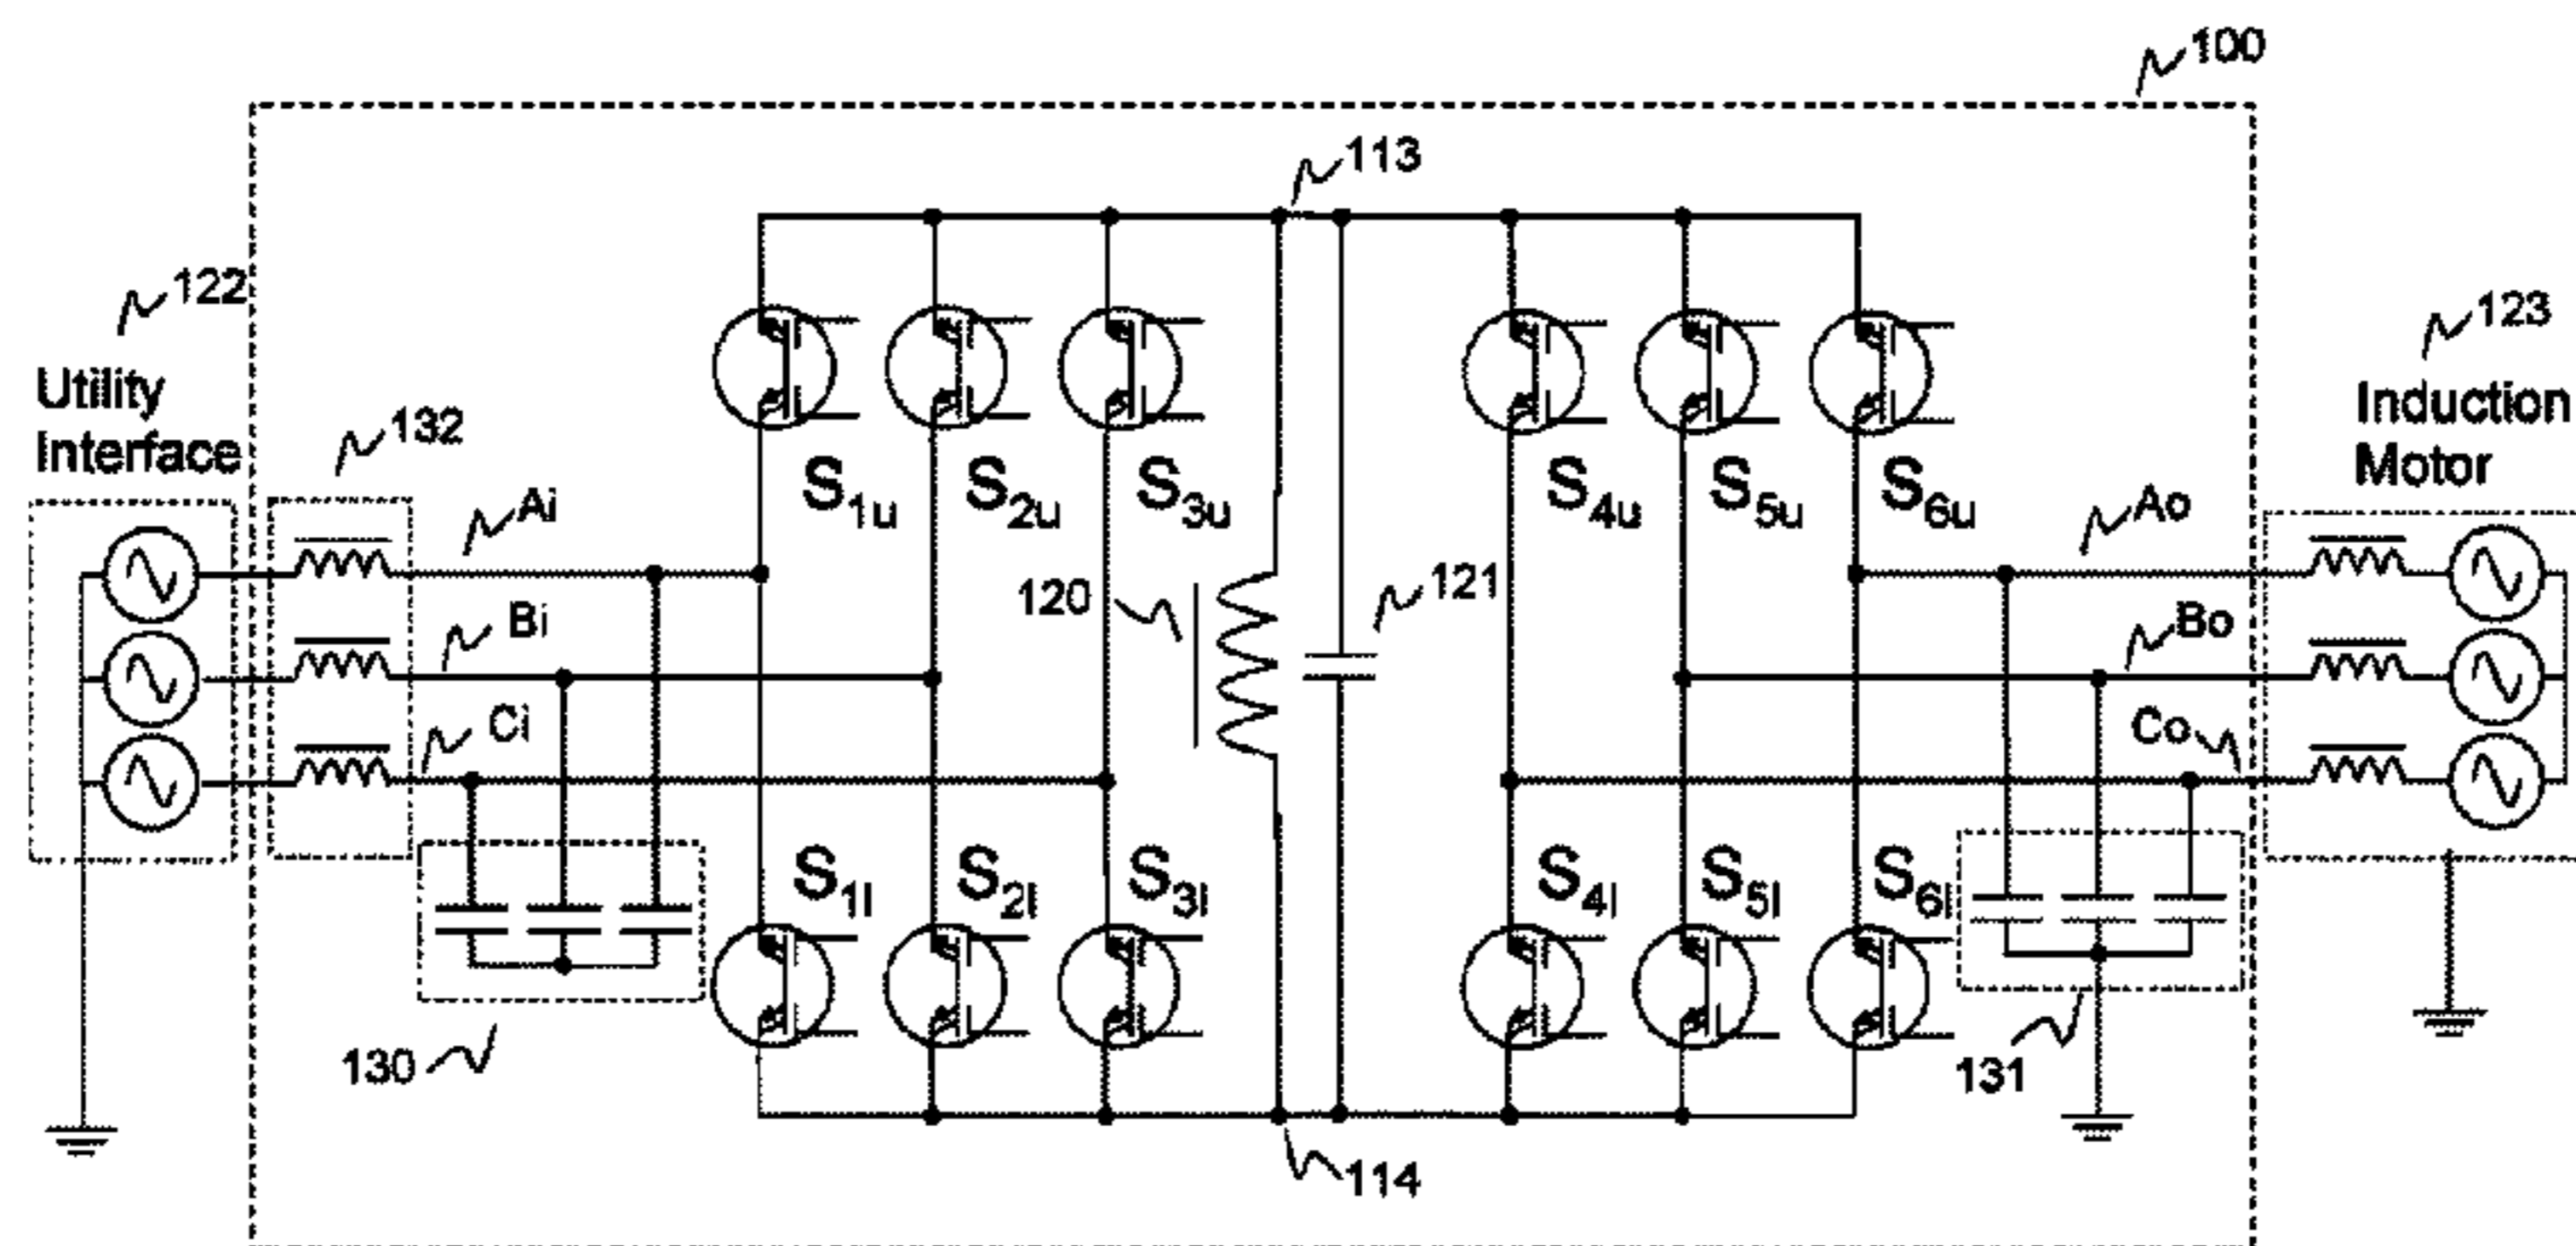 100
113
122
123
Utility
Interface
Induction
Motor
132
Ai
S1u
S2u
S3u
S4u
S5u
S6u
Ao
120
121
Bi
Bo
Ci
Co
S1l
S2l
S3l
S4l
S5l
S6l
130
131
114